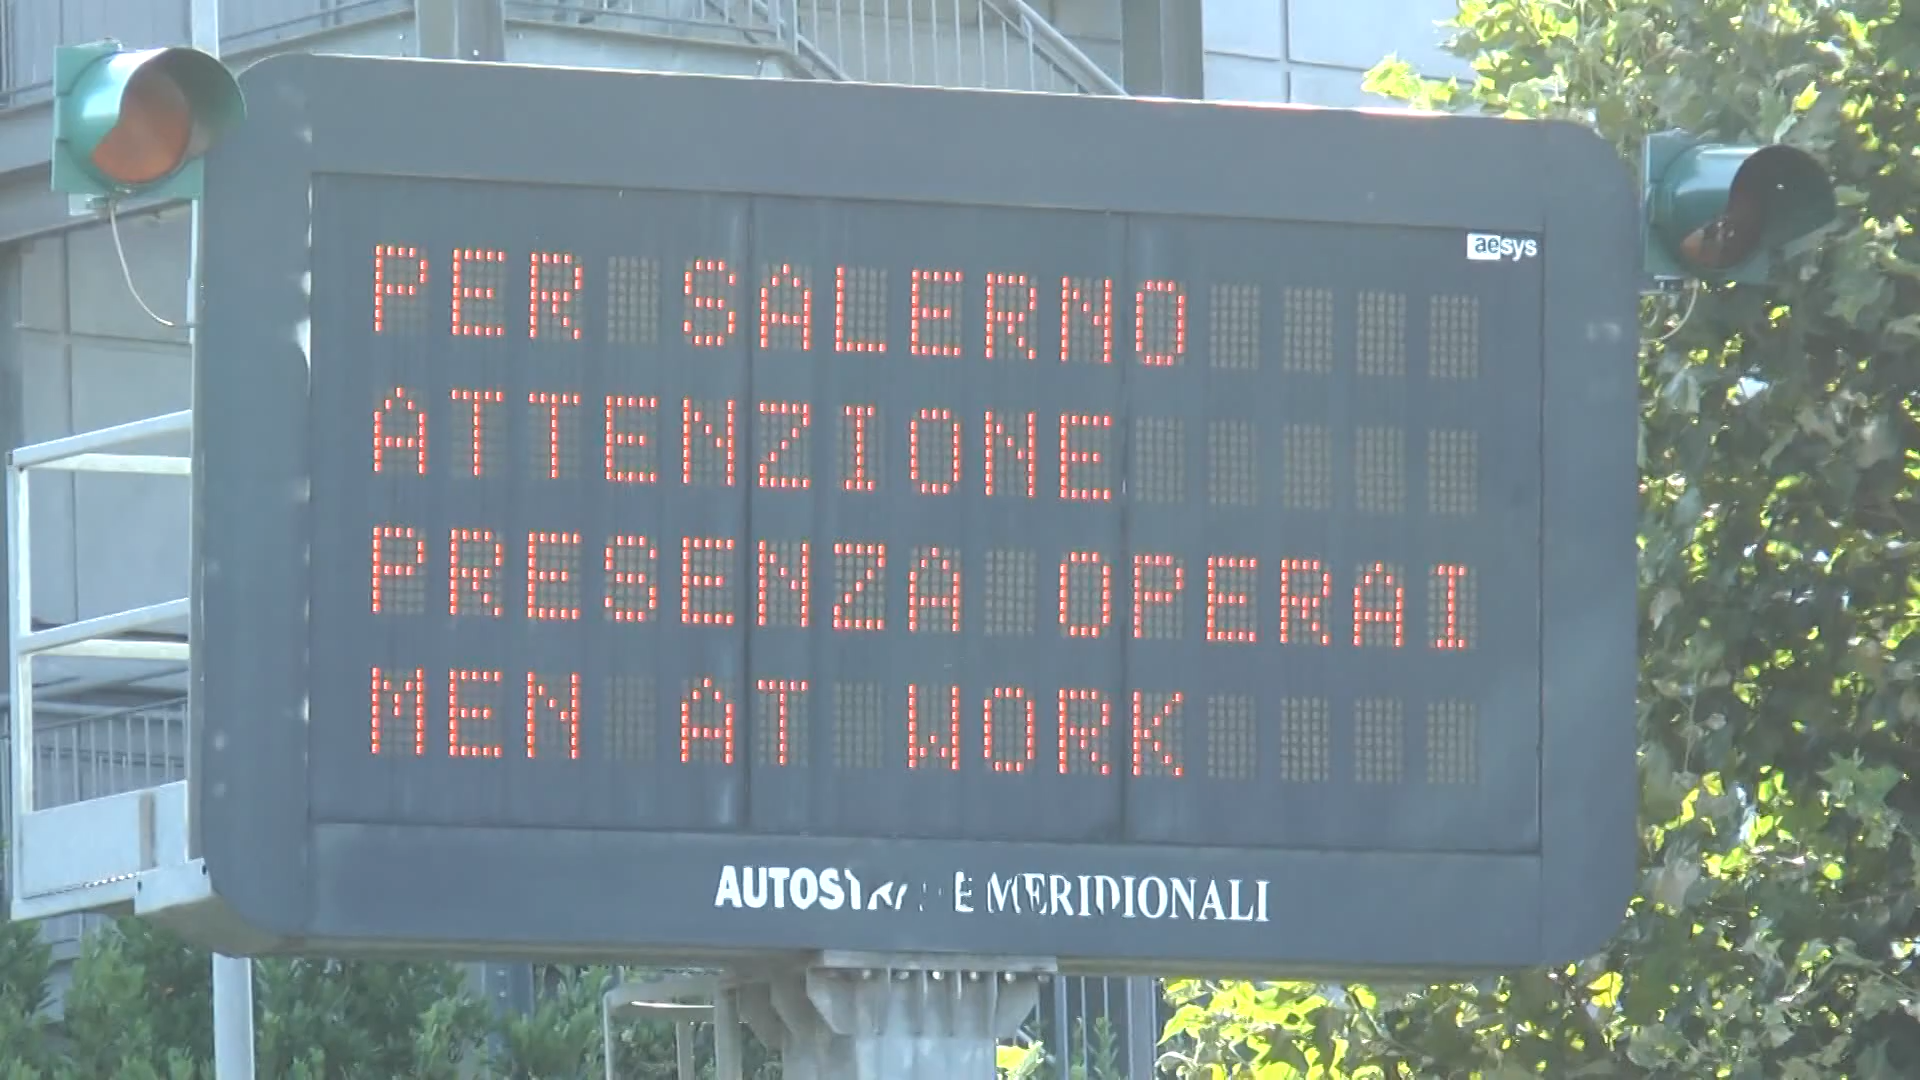 aesys
PER SALERNO
ATTENZIONE
PRESENZA OPERAI
MEN AT WORK
MERIDIONALI